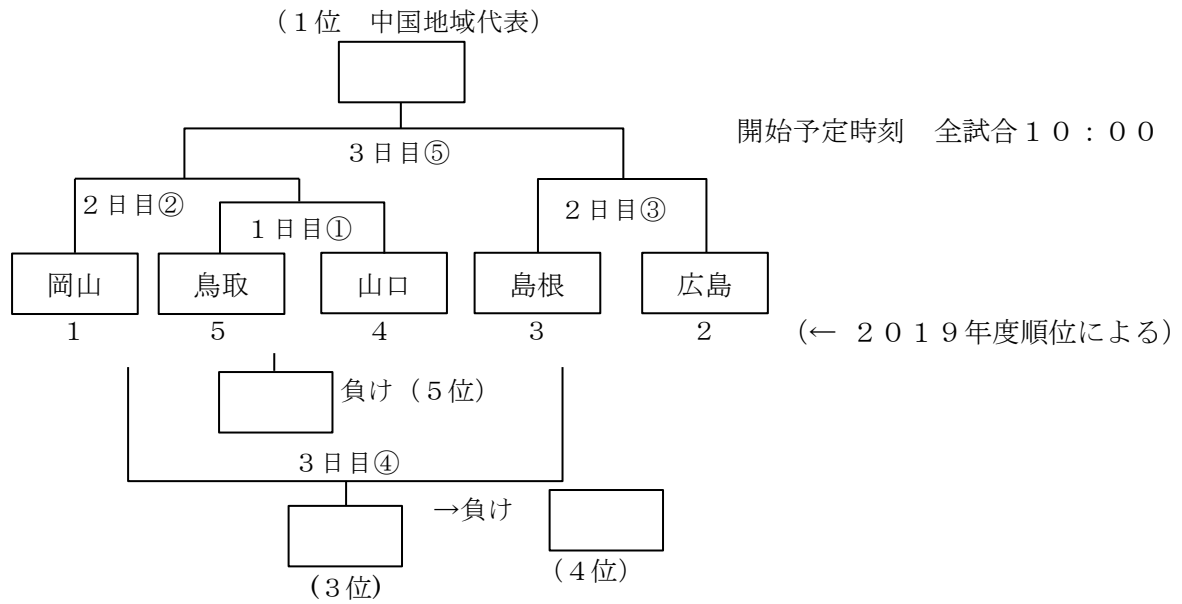 （１位　中国地域代表）
開始予定時刻　全試合１０：００
３日目⑤
２日目②
２日目③
１日目①
岡山
鳥取
山口
島根
広島
１
５
４
３
２
（← ２０１９年度順位による）
負け（５位）
３日目④
→負け
（３位）
（４位）